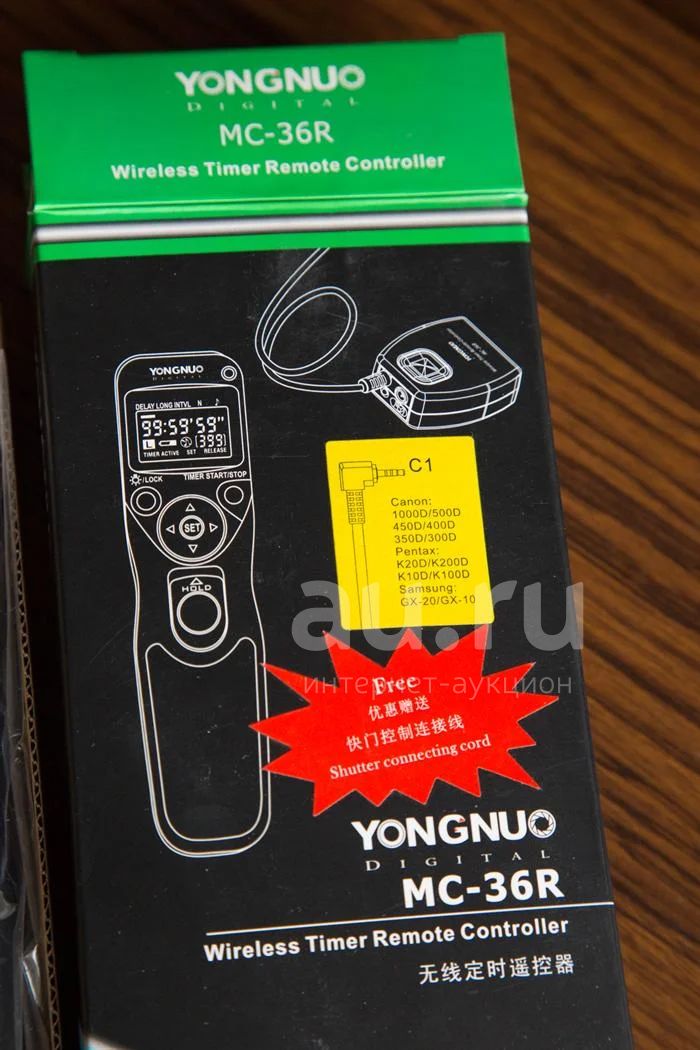 YONGNUO
DIGITAL
MC-36R
Wireless Timer Remote Controller
YONGNUO
DIGITAL
DELAY LONG INTVL N ♪
99:59'59"
L [399]
TIMER ACTIVE SET RELEASE
/LOCK
TIMER START/STOP
SET
HOLD
C1
Canon:
1000D/500D
450D/400D
350D/300D
Pentax:
K20D/K200D
K10D/K100D
Samsung:
GX-20/GX-10
au.ru
интернет-аукцион
Free
优惠赠送
快门控制连接线
Shutter connecting cord
YONGNUO
DIGITAL
MC-36R
Wireless Timer Remote Controller
无线定时遥控器